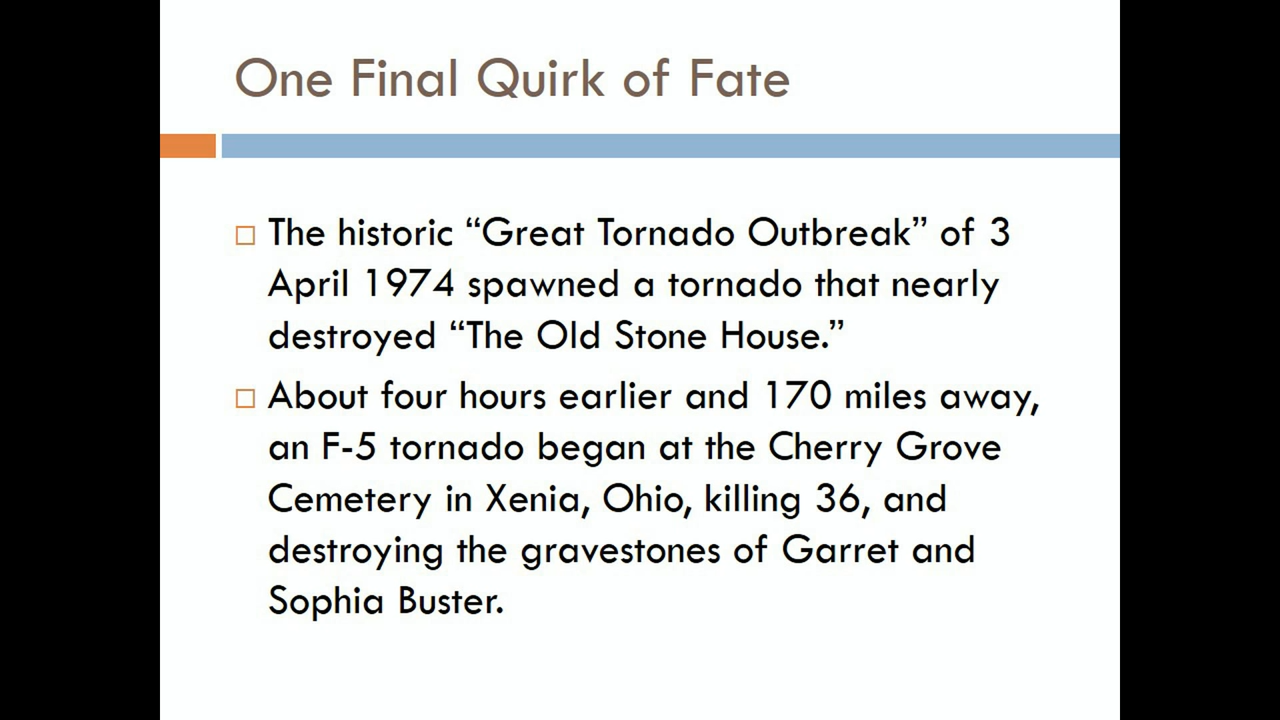 One Final Quirk of Fate
The historic “Great Tornado Outbreak” of 3
April 1974 spawned a tornado that nearly
destroyed “The Old Stone House.”
About four hours earlier and 170 miles away,
an F-5 tornado began at the Cherry Grove
Cemetery in Xenia, Ohio, killing 36, and
destroying the gravestones of Garret and
Sophia Buster.